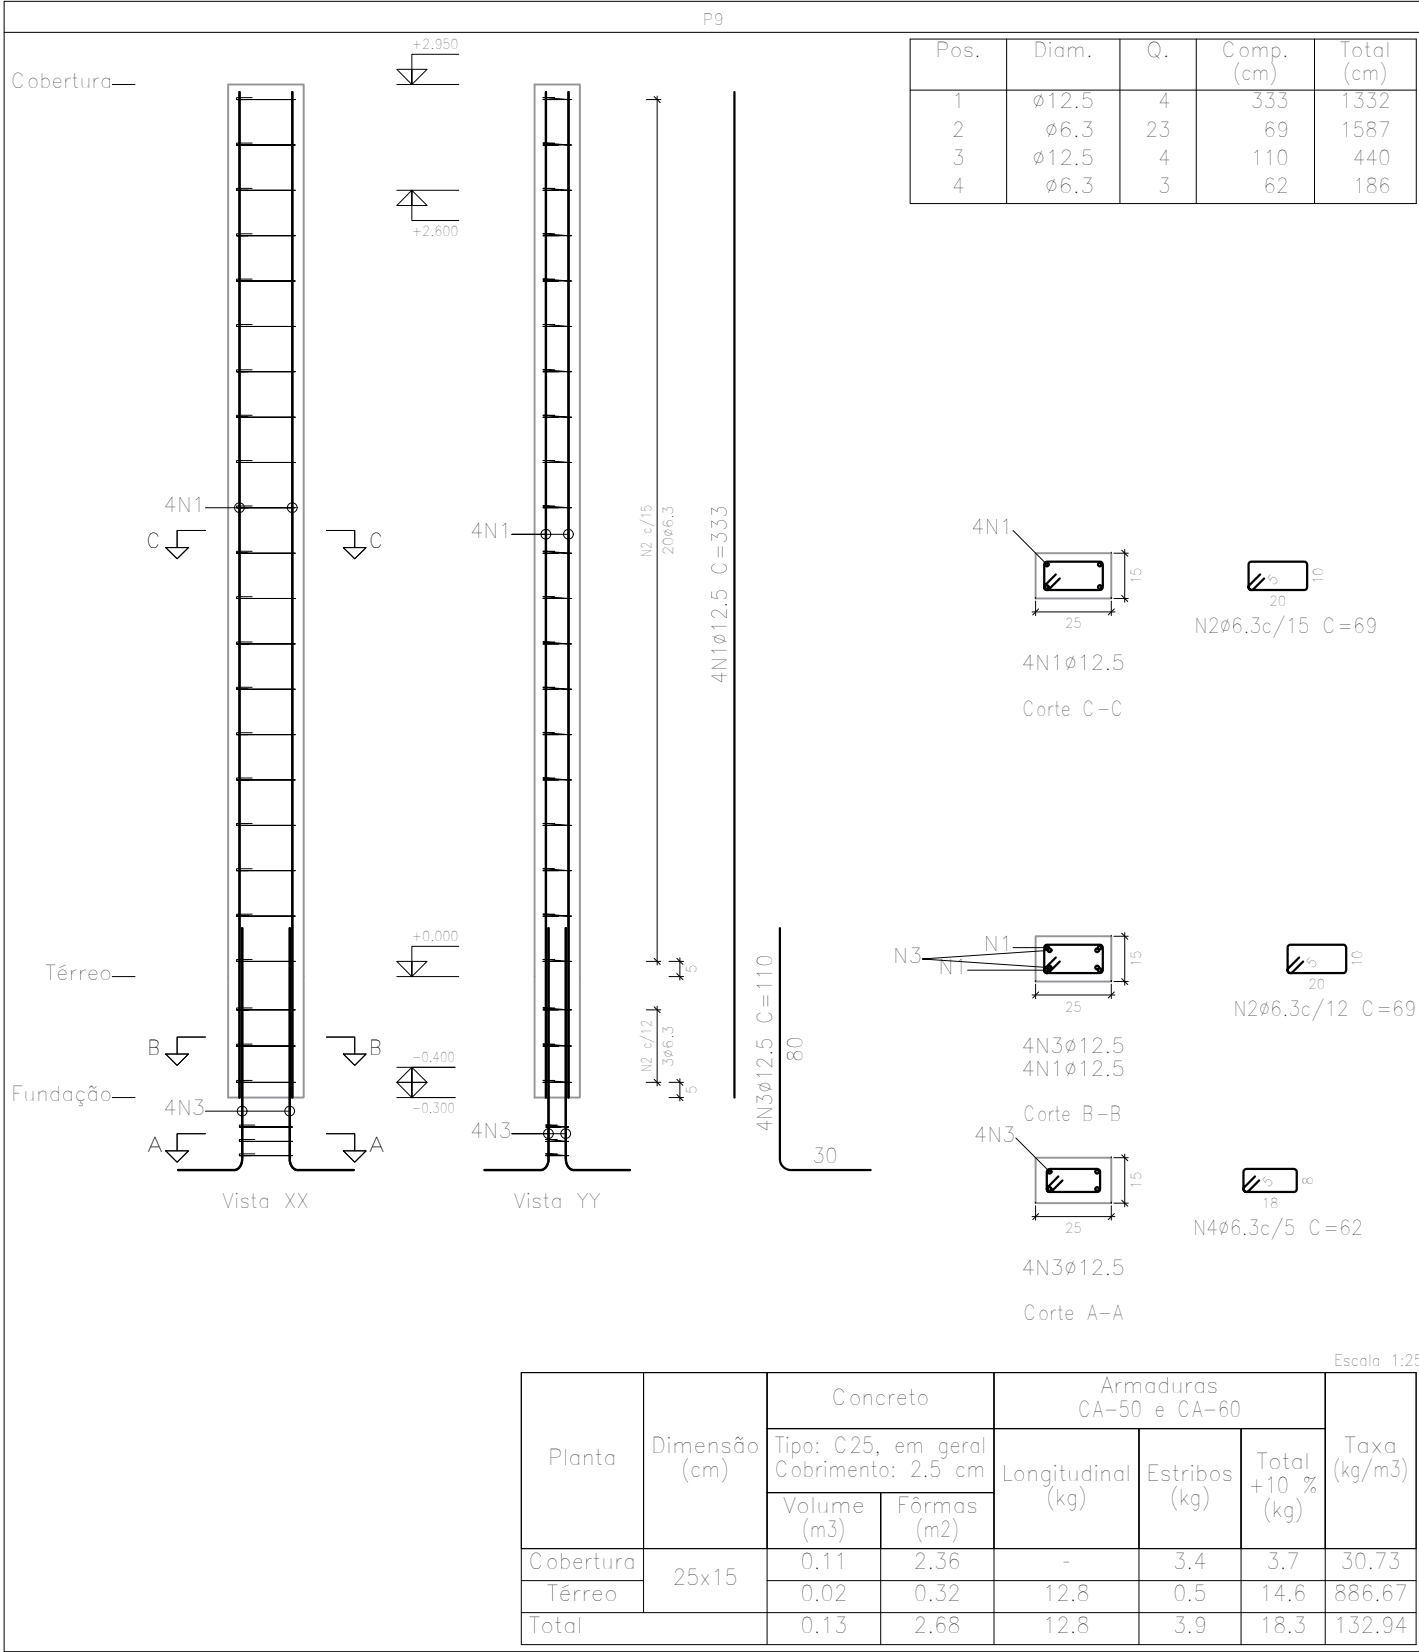 P9
Pos. Diam. Q. Comp. (cm) Total (cm)
1 ø12.5 4 333 1332
2 ø6.3 23 69 1587
3 ø12.5 4 110 440
4 ø6.3 3 62 186
Cobertura
+2.950
+2.600
4N1
C C
4N1
N2 c/15
20ø6.3
4N1ø12.5 C=333
4N1
15
25
4N1ø12.5
Corte C-C
5
10
20
N2ø6.3c/15 C=69
Térreo
+0.000
5
N2 c/12
3ø6.3
5
B B
-0.400
-0.300
Fundação
4N3
A A
4N3
4N3ø12.5 C=110
80
30
Vista XX
Vista YY
N1
N3
N1
15
25
4N3ø12.5
4N1ø12.5
Corte B-B
5
10
20
N2ø6.3c/12 C=69
4N3
15
25
4N3ø12.5
Corte A-A
5
8
18
N4ø6.3c/5 C=62
Escala 1:25
Planta
Dimensão
(cm)
Concreto
Tipo: C25, em geral
Cobrimento: 2.5 cm
Volume
(m3)
Fôrmas
(m2)
Armaduras
CA-50 e CA-60
Longitudinal
(kg)
Estribos
(kg)
Total
+10 %
(kg)
Taxa
(kg/m3)
Cobertura 25x15 0.11 2.36 - 3.4 3.7 30.73
Térreo 0.02 0.32 12.8 0.5 14.6 886.67
Total 0.13 2.68 12.8 3.9 18.3 132.94